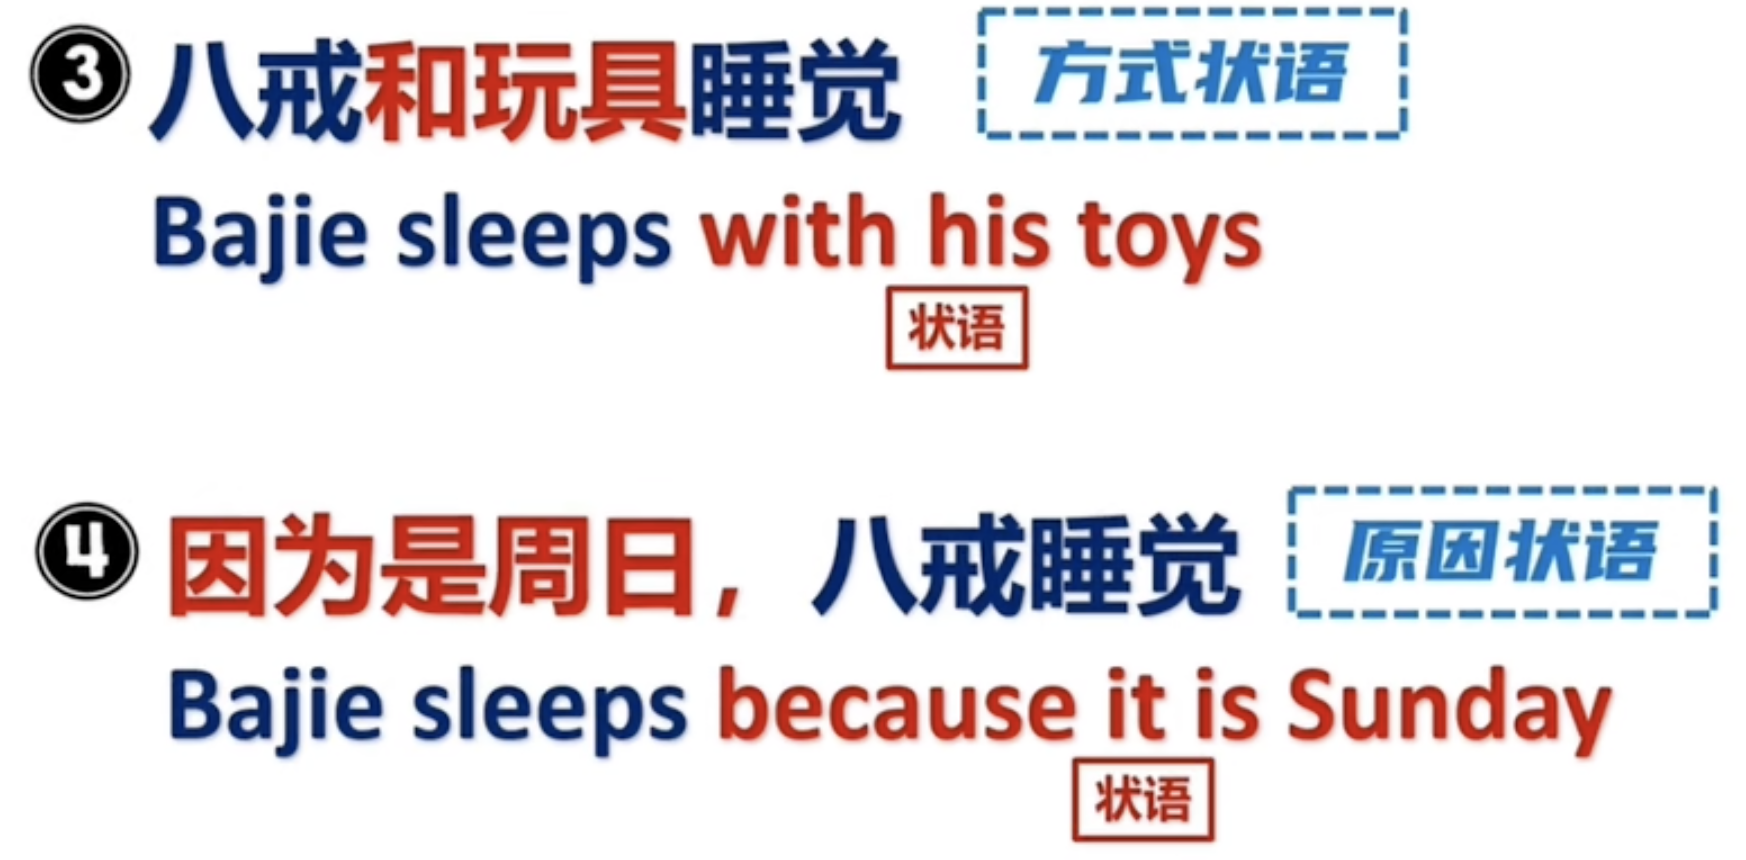 3 八戒和玩具睡觉 方式状语
Bajie sleeps with his toys
状语
4 因为是周日，八戒睡觉 原因状语
Bajie sleeps because it is Sunday
状语